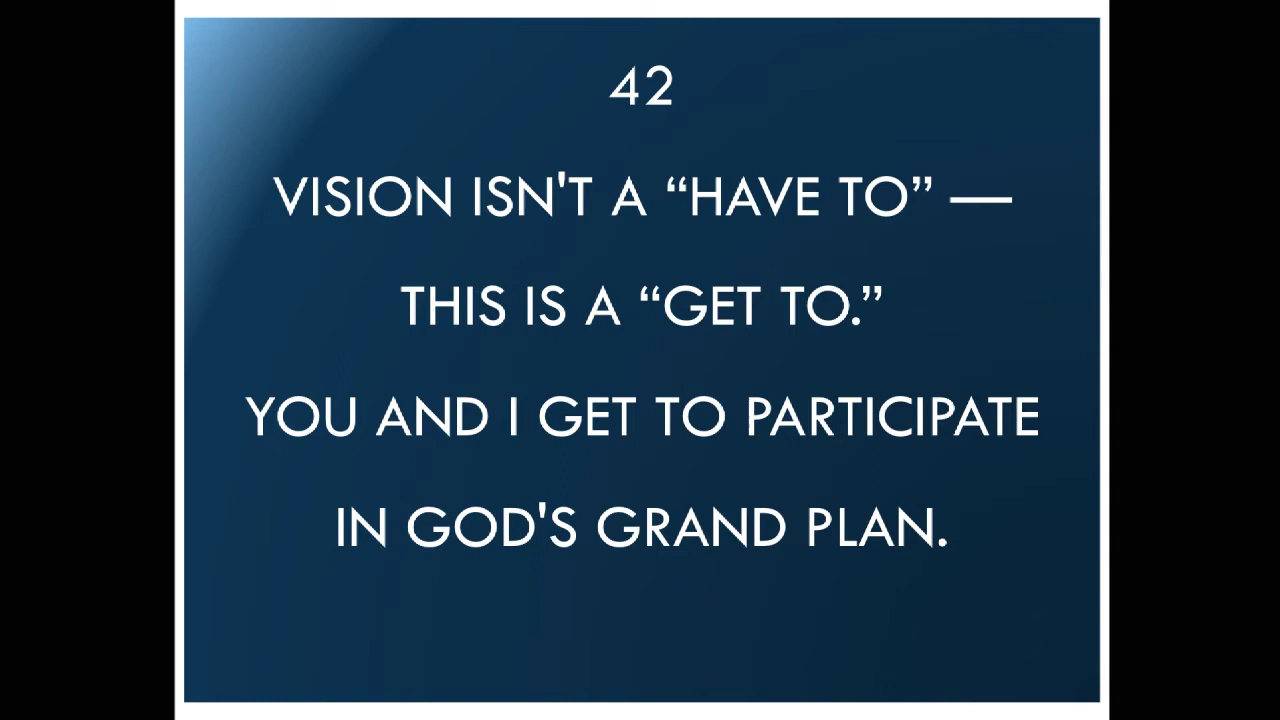 42
VISION ISN'T A “HAVE TO” —
THIS IS A “GET TO.”
YOU AND I GET TO PARTICIPATE
IN GOD'S GRAND PLAN.